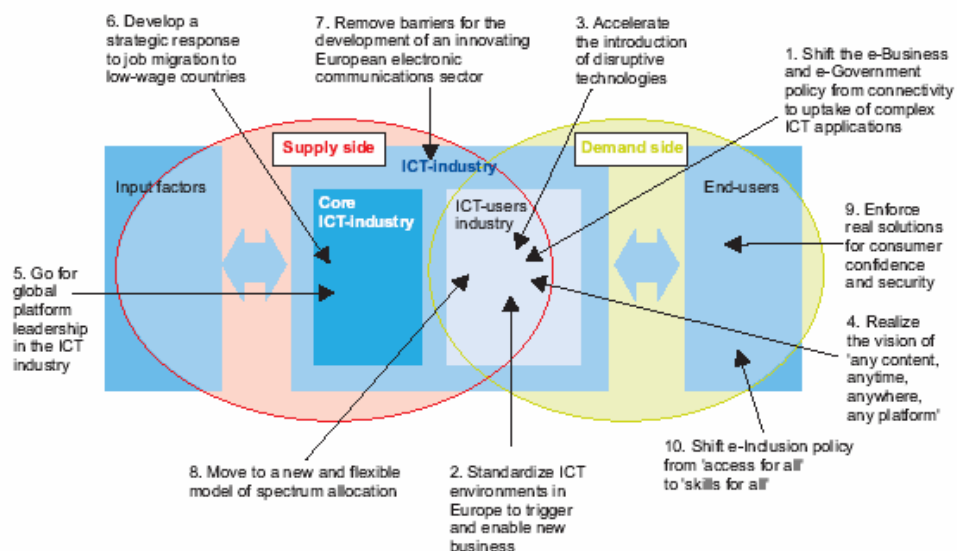 6. Develop a
strategic response
to job migration to
low-wage countries
7. Remove barriers for the
development of an innovating
European electronic
communications sector
3. Accelerate
the introduction
of disruptive
technologies
1. Shift the e-Business
and e-Government
policy from connectivity
to uptake of complex
ICT applications
Supply side
Demand side
ICT-industry
Input factors
Core
ICT-industry
ICT-users
industry
End-users
9. Enforce
real solutions
for consumer
confidence
and security
5. Go for
global
platform
leadership
in the ICT
industry
4. Realize
the vision of
'any content,
anytime,
anywhere,
any platform'
8. Move to a new and flexible
model of spectrum allocation
2. Standardize ICT
environments in
Europe to trigger
and enable new
business
10. Shift e-Inclusion policy
from 'access for all'
to 'skills for all'